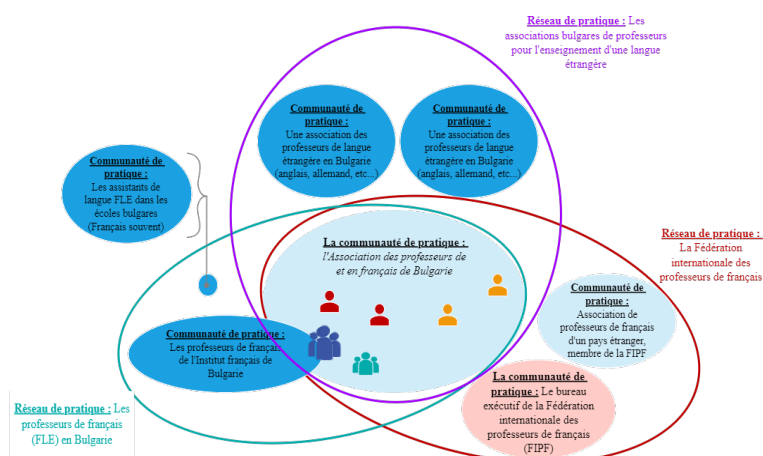 Réseau de pratique : Les
associations bulgares de professeurs
pour l'enseignement d'une langue
étrangère
Communauté de
pratique :
Une association des
professeurs de langue
étrangère en Bulgarie
(anglais, allemand, etc...)
Communauté de
pratique :
Une association des
professeurs de langue
étrangère en Bulgarie
(anglais, allemand, etc...)
Communauté de
pratique :
Les assistants de
langue FLE dans les
écoles bulgares
(Français souvent)
La communauté de pratique :
l'Association des professeurs de
et en français de Bulgarie
Réseau de pratique :
La Fédération
internationale des
professeurs de français
Communauté de
pratique :
Association de
professeurs de français
d'un pays étranger,
membre de la FIPF
Communauté de pratique :
Les professeurs de français
de l'Institut français de
Bulgarie
La communauté de
pratique : Le bureau
exécutif de la Fédération
internationale des
professeurs de français
(FIPF)
Réseau de pratique : Les
professeurs de français
(FLE) en Bulgarie